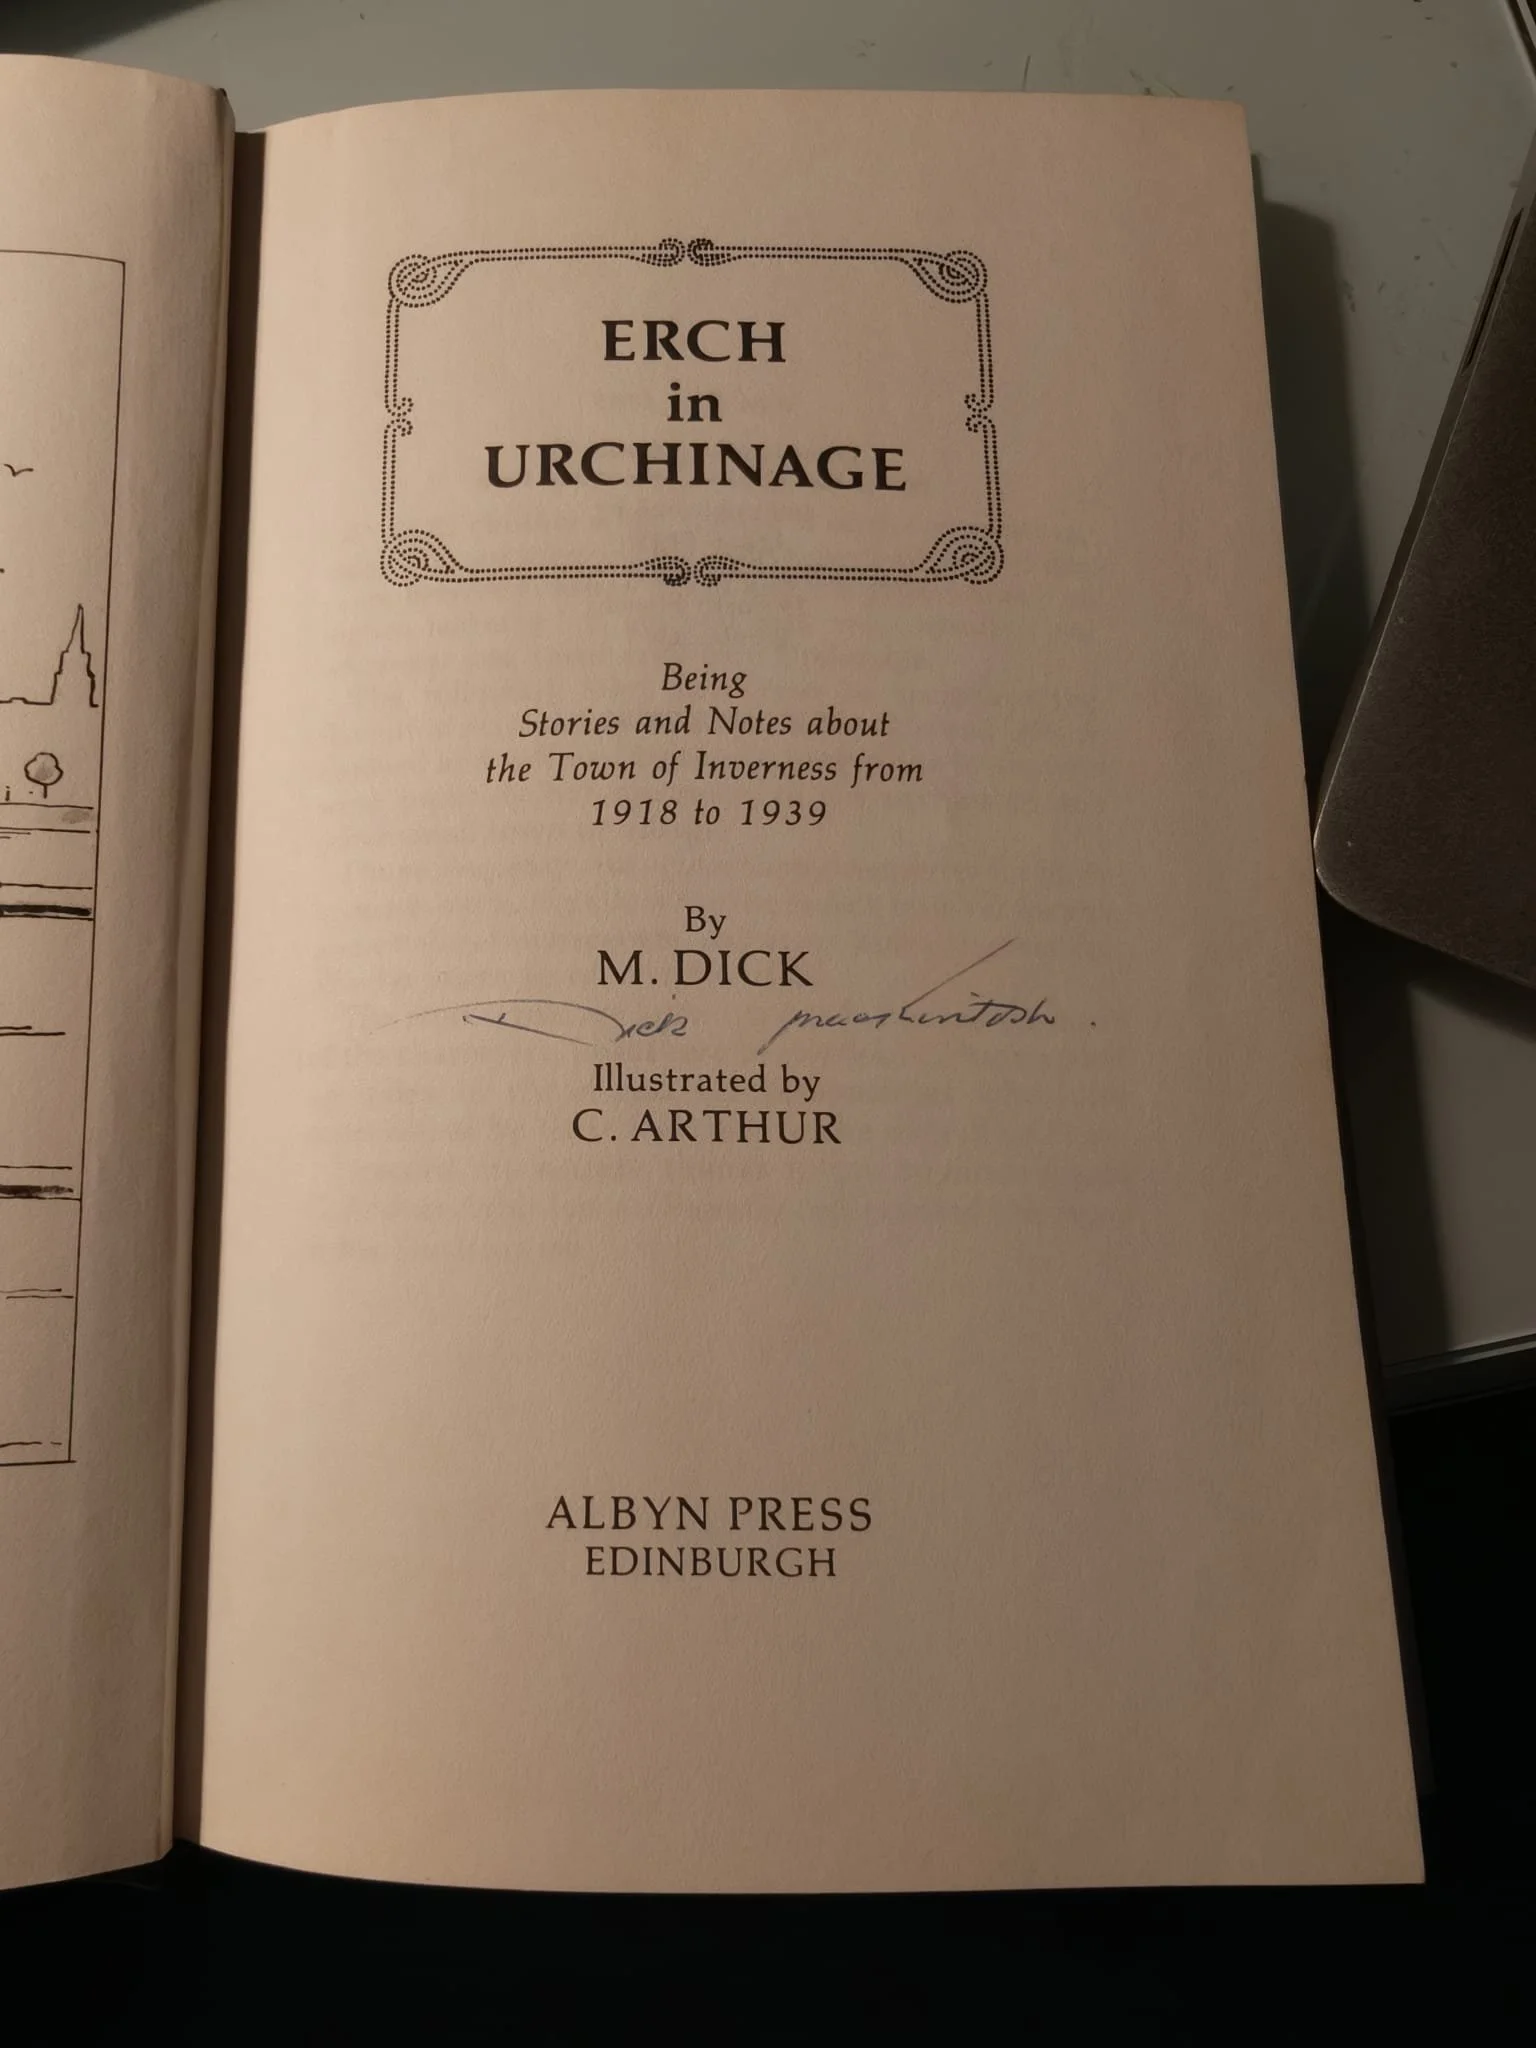 ERCH
in
URCHINAGE
Being
Stories and Notes about
the Town of Inverness from
1918 to 1939
By
M. DICK
Dick Mackintosh.
Illustrated by
C. ARTHUR
ALBYN PRESS
EDINBURGH